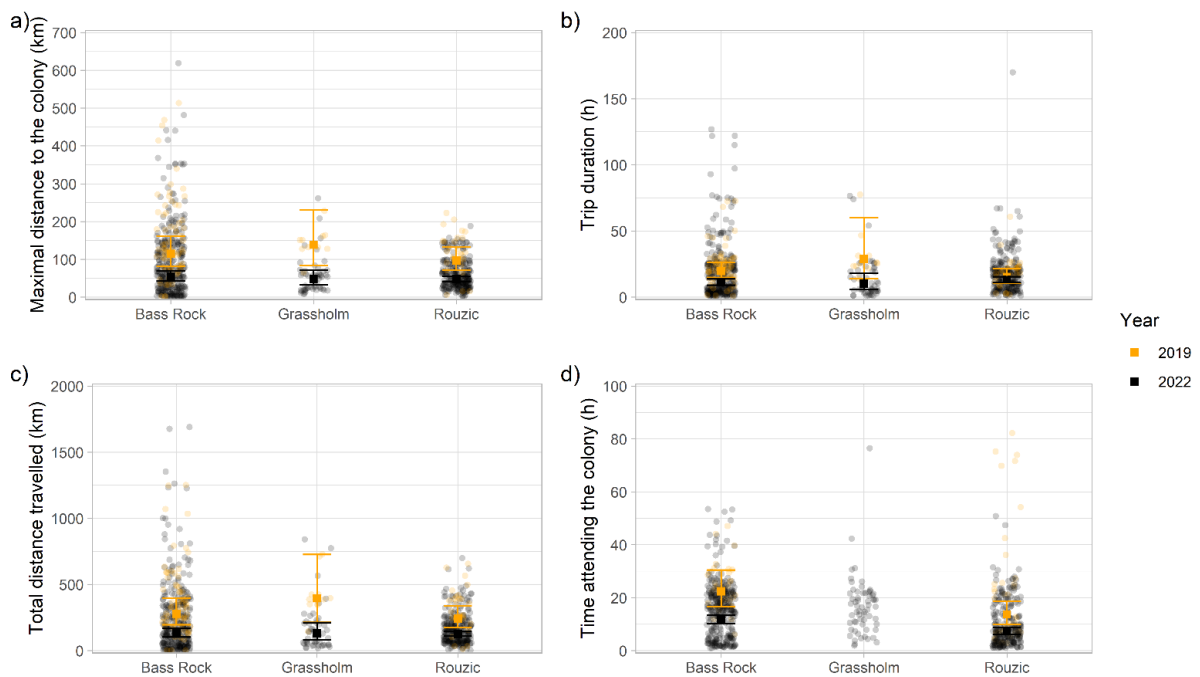 a)
Maximal distance to the colony (km)
700
600
500
400
300
200
100
0
Bass Rock Grassholm Rouzic
b)
Trip duration (h)
200
150
100
50
0
Bass Rock Grassholm Rouzic
Year
2019
2022
c)
Total distance travelled (km)
2000
1500
1000
500
0
Bass Rock Grassholm Rouzic
d)
Time attending the colony (h)
100
80
60
40
20
0
Bass Rock Grassholm Rouzic